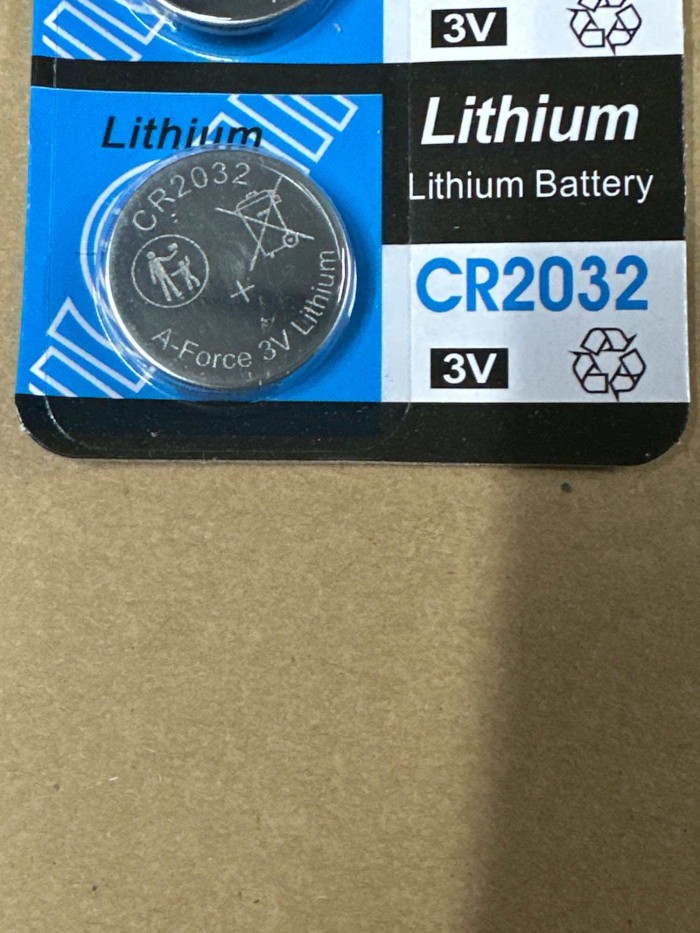 3V
Lithium
Lithium
Lithium Battery
CR2032
+
A-Force 3V Lithium
CR2032
3V